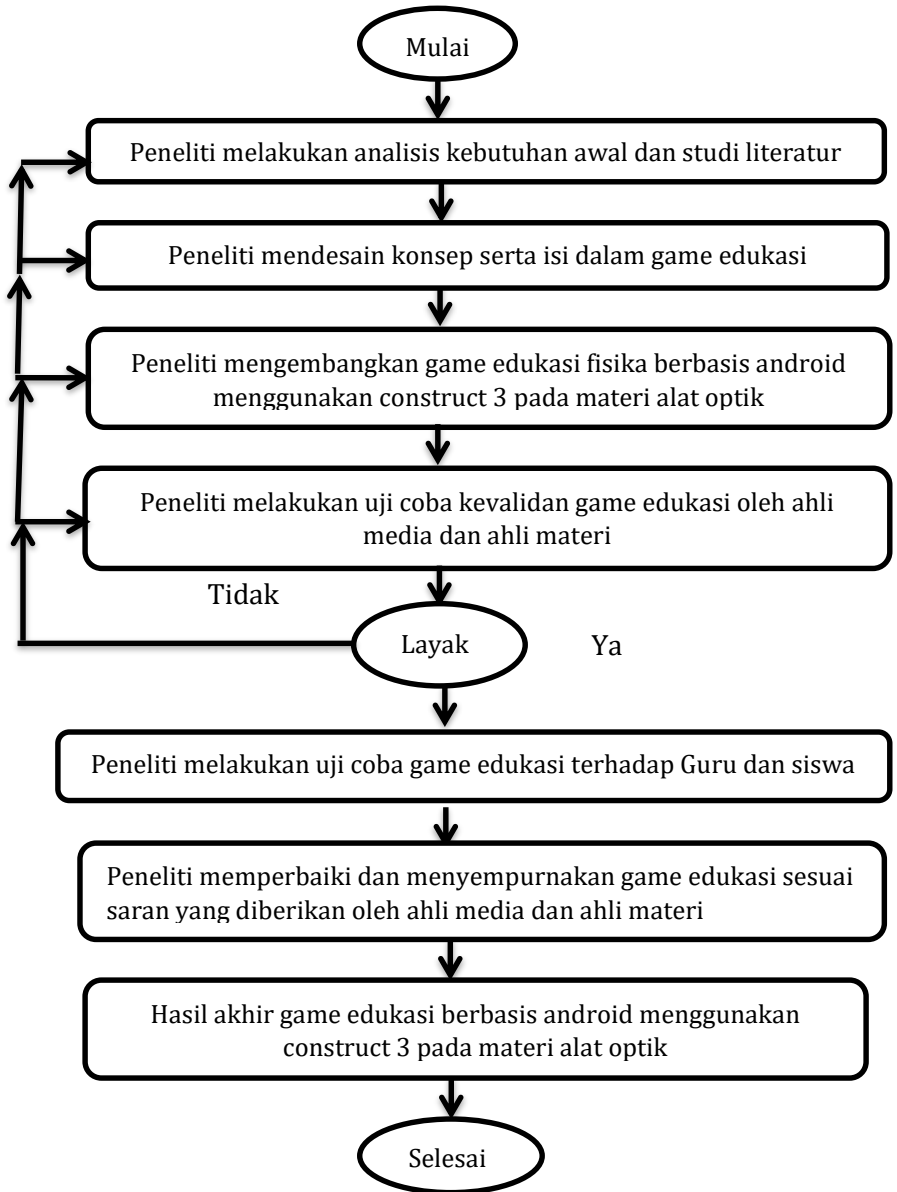 Mulai
Peneliti melakukan analisis kebutuhan awal dan studi literatur
Peneliti mendesain konsep serta isi dalam game edukasi
Peneliti mengembangkan game edukasi fisika berbasis android
menggunakan construct 3 pada materi alat optik
Peneliti melakukan uji coba kevalidan game edukasi oleh ahli
media dan ahli materi
Tidak
Layak
Ya
Peneliti melakukan uji coba game edukasi terhadap Guru dan siswa
Peneliti memperbaiki dan menyempurnakan game edukasi sesuai
saran yang diberikan oleh ahli media dan ahli materi
Hasil akhir game edukasi berbasis android menggunakan
construct 3 pada materi alat optik
Selesai